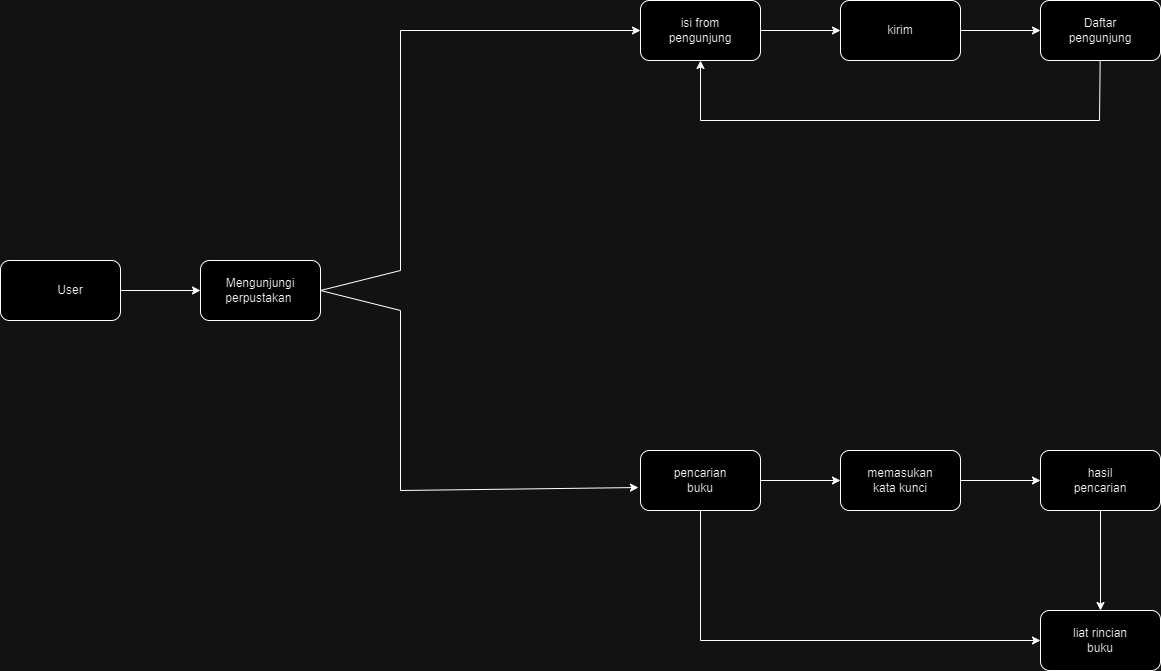 isi from
pengunjung
kirim
Daftar
pengunjung
User
Mengunjungi
perpustakan
pencarian
buku
memasukan
kata kunci
hasil
pencarian
liat rincian
buku